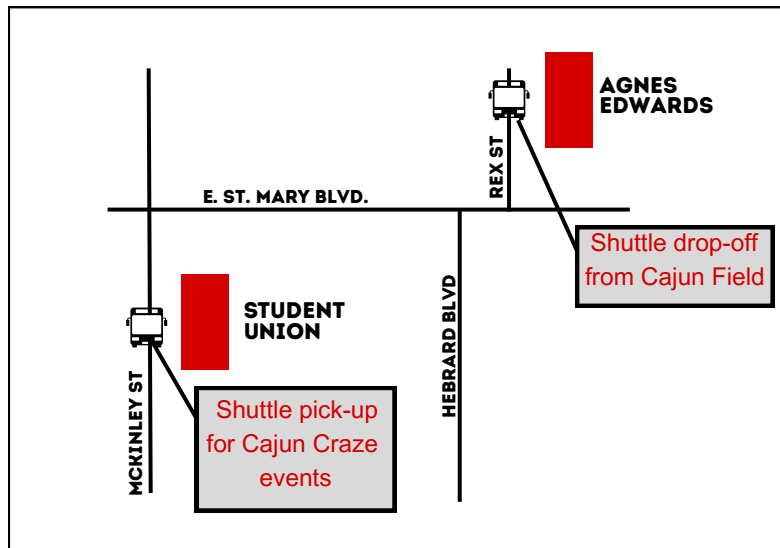 AGNES
EDWARDS
REX ST
E. ST. MARY BLVD.
Shuttle drop-off
from Cajun Field
STUDENT
UNION
HEBRARD BLVD
MCKINLEY ST
Shuttle pick-up
for Cajun Craze
events